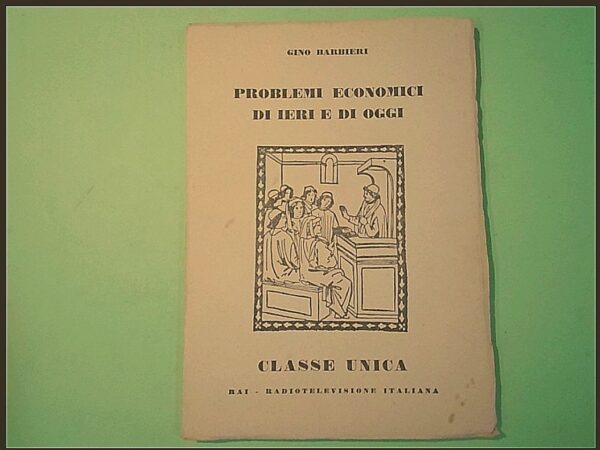 GINO BARBIERI
PROBLEMI ECONOMICI
DI IERI E DI OGGI
CLASSE UNICA
RAI - RADIOTELEVISIONE ITALIANA